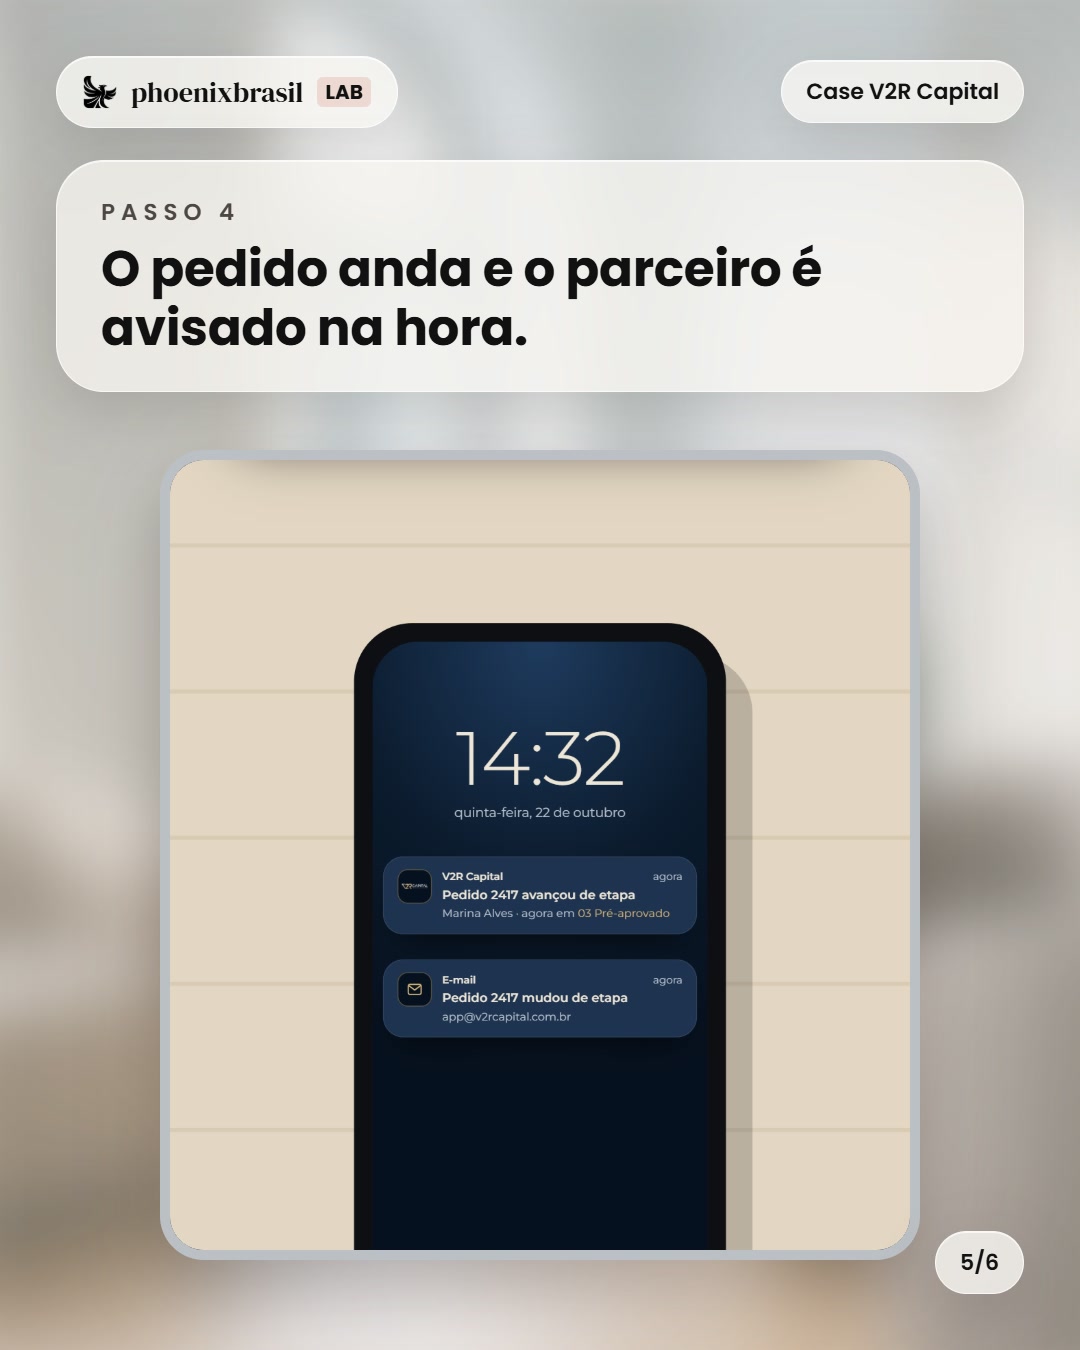 phoenixbrasil LAB
Case V2R Capital
PASSO 4
O pedido anda e o parceiro é
avisado na hora.
14:32
quinta-feira, 22 de outubro
V2R Capital agora
Pedido 2417 avançou de etapa
Marina Alves · agora em 03 Pré-aprovado
E-mail agora
Pedido 2417 mudou de etapa
app@v2rcapital.com.br
5/6